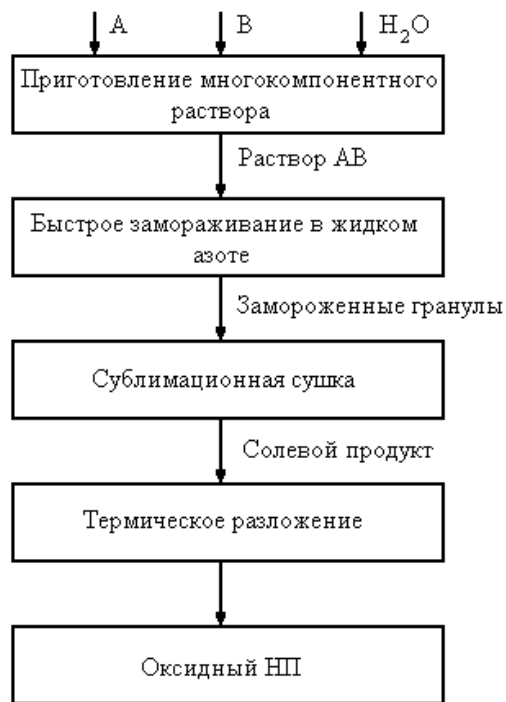 A B H₂O
Приготовление многокомпонентного
раствора
Раствор АВ
Быстрое замораживание в жидком
азоте
Замороженные гранулы
Сублимационная сушка
Солевой продукт
Термическое разложение
Оксидный НП